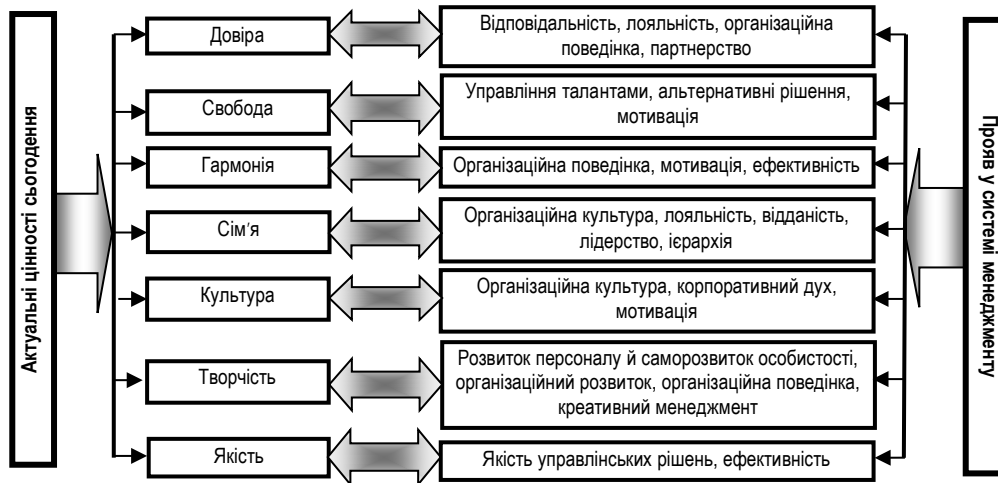 Актуальні цінності сьогодення
Довіра
Відповідальність, лояльність, організаційна
поведінка, партнерство
Свобода
Управління талантами, альтернативні рішення,
мотивація
Гармонія
Організаційна поведінка, мотивація, ефективність
Сім'я
Організаційна культура, лояльність, відданість,
лідерство, ієрархія
Культура
Організаційна культура, корпоративний дух,
мотивація
Творчість
Розвиток персоналу й саморозвиток особистості,
організаційний розвиток, організаційна поведінка,
креативний менеджмент
Якість
Якість управлінських рішень, ефективність
Прояв у системі менеджменту